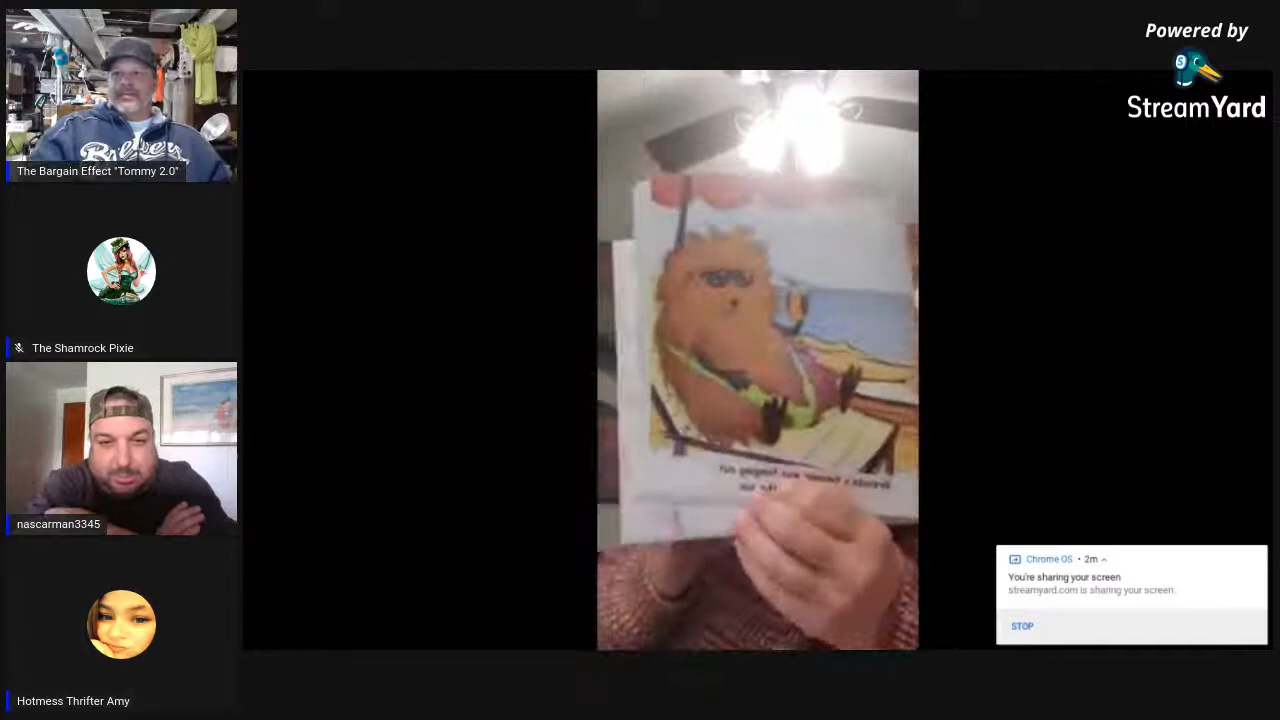 Powered by
StreamYard
Brewers
The Bargain Effect "Tommy 2.0"
The Shamrock Pixie
nascarman3345
Hotmess Thrifter Amy
Chrome OS • 2m
You're sharing your screen
streamyard.com is sharing your screen.
STOP